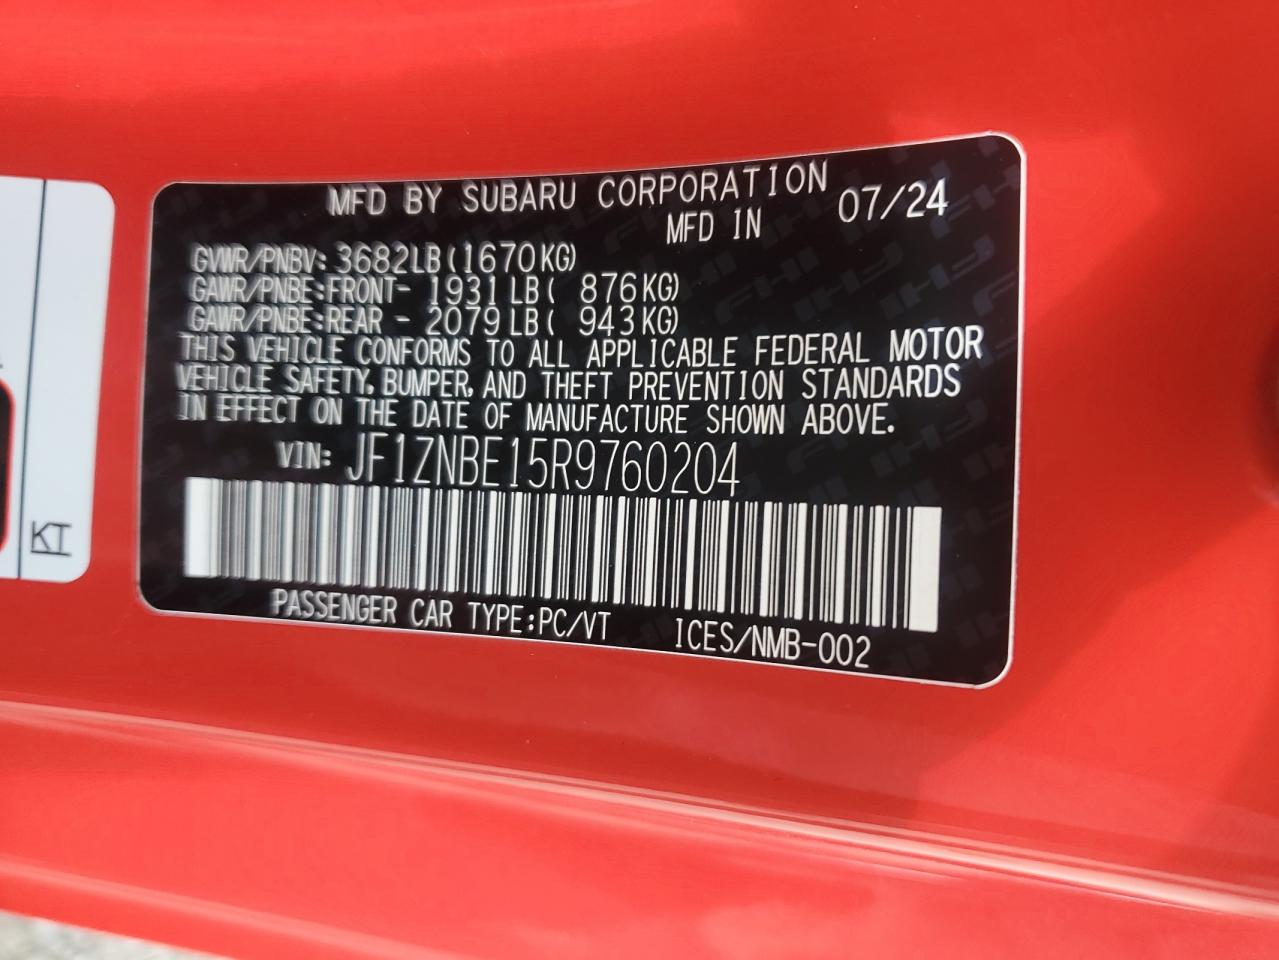 MFD BY SUBARU CORPORATION
MFD IN 07/24
GVWR/PNBV: 3682LB(1670KG)
GAWR/PNBE:FRONT- 1931LB( 876KG)
GAWR/PNBE:REAR - 2079LB( 943KG)
THIS VEHICLE CONFORMS TO ALL APPLICABLE FEDERAL MOTOR
VEHICLE SAFETY, BUMPER, AND THEFT PREVENTION STANDARDS
IN EFFECT ON THE DATE OF MANUFACTURE SHOWN ABOVE.
VIN: JF1ZNBE15R9760204
PASSENGER CAR TYPE:PC/VT ICES/NMB-002
KT